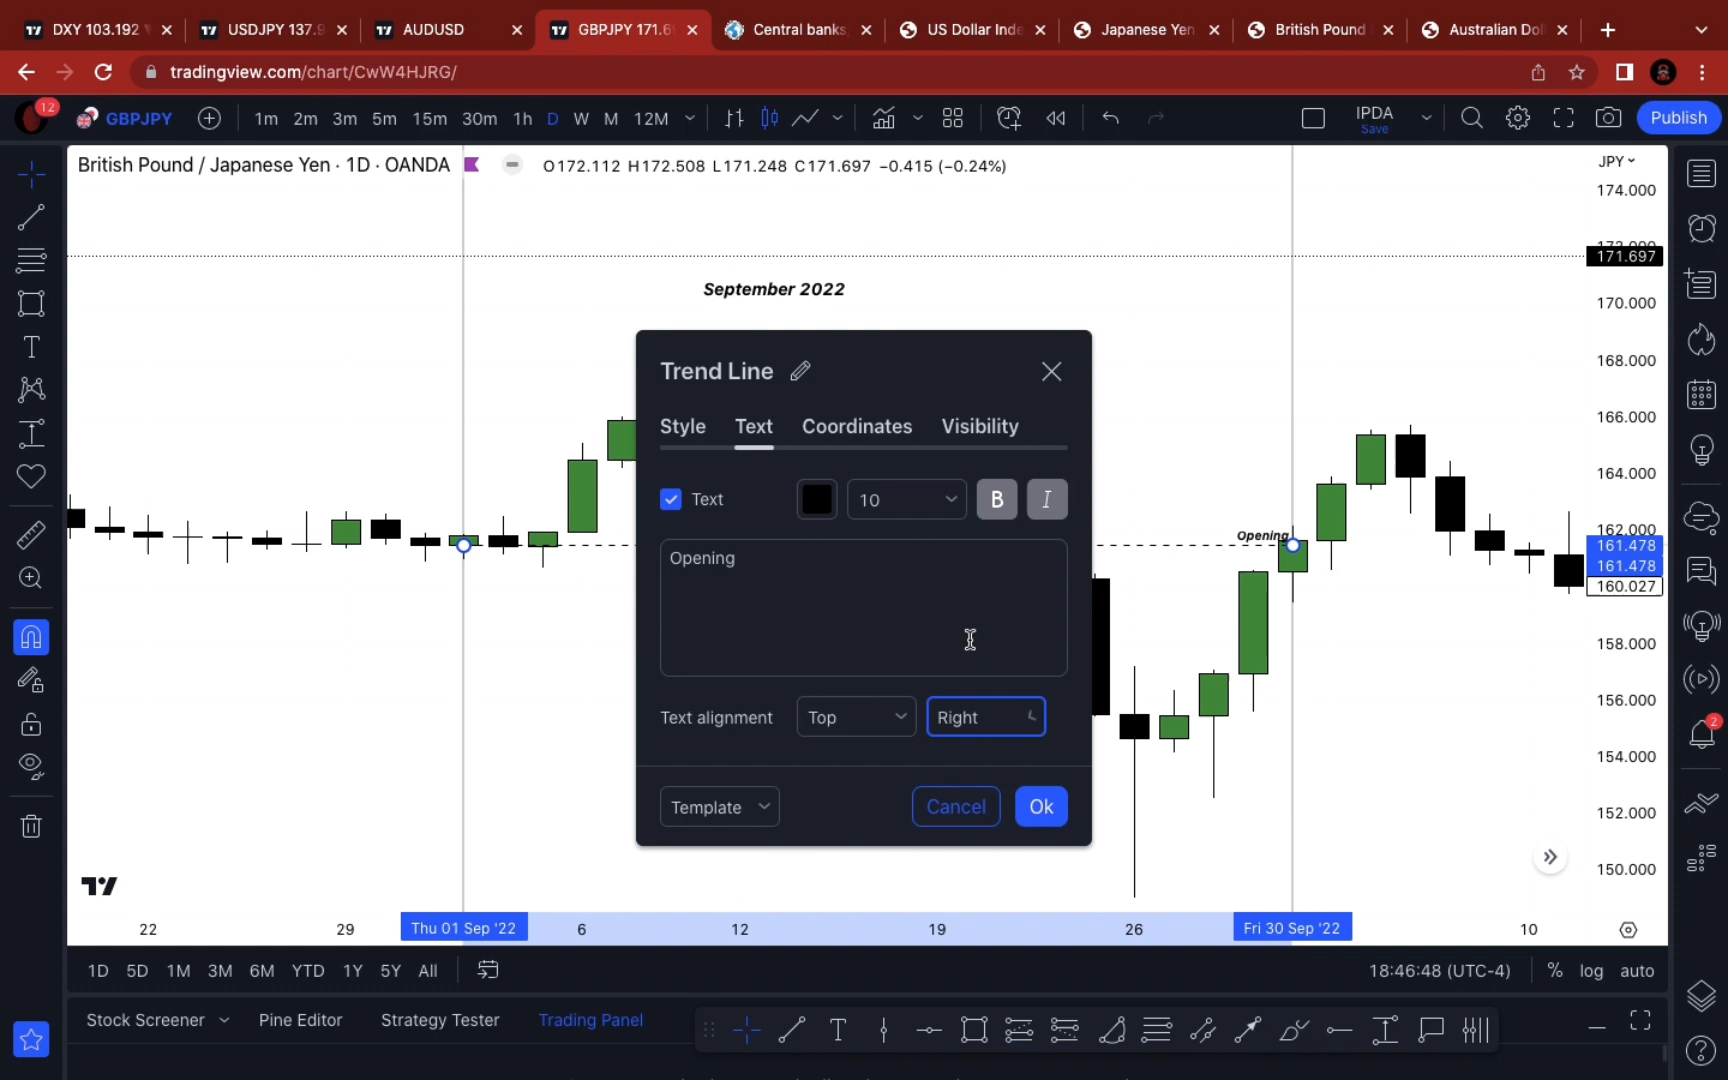 DXY 103.192
USDJPY 137.9
AUDUSD
GBPJPY 171.6
Central banks
US Dollar Inde
Japanese Yen
British Pound
Australian Dol
tradingview.com/chart/CwW4HJRG/
12
GBPJPY
1m 2m 3m 5m 15m 30m 1h D W M 12M
IPDA
Save
Publish
British Pound / Japanese Yen · 1D · OANDA
O172.112 H172.508 L171.248 C171.697 −0.415 (−0.24%)
JPY
174.000
172.000
171.697
September 2022
170.000
168.000
166.000
164.000
162.000
161.478
161.478
160.027
158.000
156.000
154.000
152.000
150.000
Trend Line
Style Text Coordinates Visibility
Text
10
B
I
Opening
Opening
Text alignment
Top
Right
Template
Cancel
Ok
2
22
29
Thu 01 Sep '22
6
12
19
26
Fri 30 Sep '22
10
1D 5D 1M 3M 6M YTD 1Y 5Y All
18:46:48 (UTC-4)
% log auto
Stock Screener
Pine Editor
Strategy Tester
Trading Panel